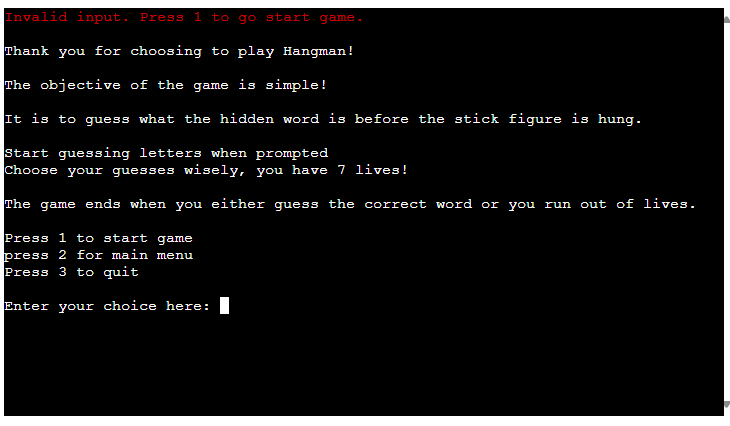 Invalid input. Press 1 to go start game.
Thank you for choosing to play Hangman!
The objective of the game is simple!
It is to guess what the hidden word is before the stick figure is hung.
Start guessing letters when prompted
Choose your guesses wisely, you have 7 lives!
The game ends when you either guess the correct word or you run out of lives.
Press 1 to start game
press 2 for main menu
Press 3 to quit
Enter your choice here: